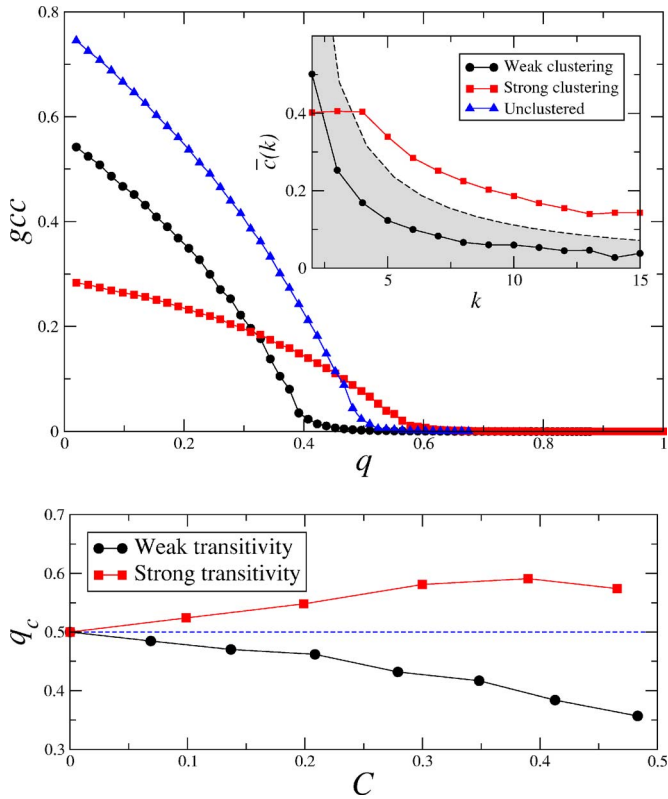 0.8
0.6
0.4
0.2
0
gcc
0
0.2
0.4
0.6
0.8
1
q
0.4
0.2
0
c̄(k)
5
10
15
k
Weak clustering
Strong clustering
Unclustered
0.7
0.6
0.5
0.4
0.3
q_c
0
0.1
0.2
0.3
0.4
0.5
C
Weak transitivity
Strong transitivity